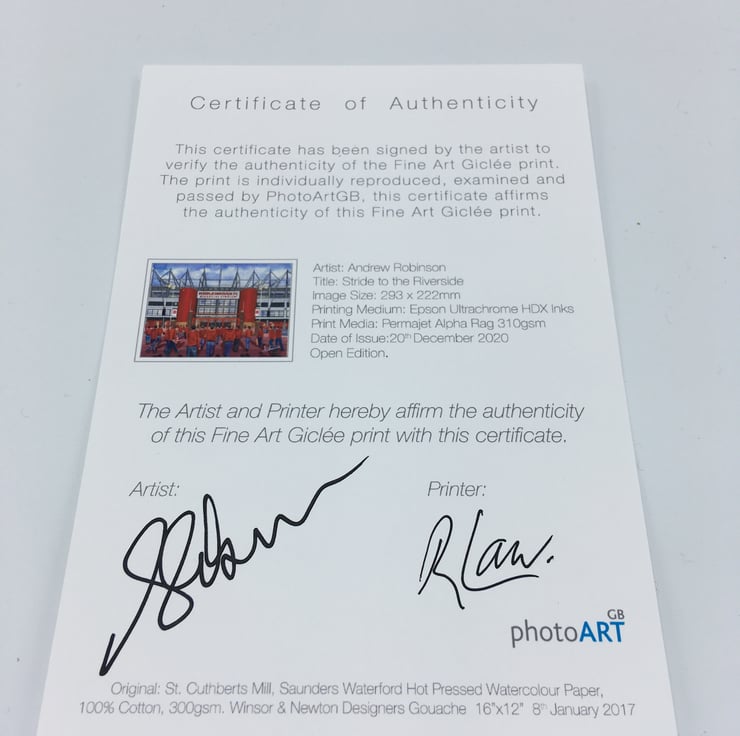 Certificate of Authenticity
This certificate has been signed by the artist to
verify the authenticity of the Fine Art Giclée print.
The print is individually reproduced, examined and
passed by PhotoArtGB, this certificate affirms
the authenticity of this Fine Art Giclée print.
Artist: Andrew Robinson
Title: Stride to the Riverside
Image Size: 293 x 222mm
Printing Medium: Epson Ultrachrome HDX Inks
Print Media: Permajet Alpha Rag 310gsm
Date of Issue:20th December 2020
Open Edition.
The Artist and Printer hereby affirm the authenticity
of this Fine Art Giclée print with this certificate.
Artist:
Printer:
R Law.
photoART GB
Original: St. Cuthberts Mill, Saunders Waterford Hot Pressed Watercolour Paper,
100% Cotton, 300gsm. Winsor & Newton Designers Gouache 16"x12" 8th January 2017